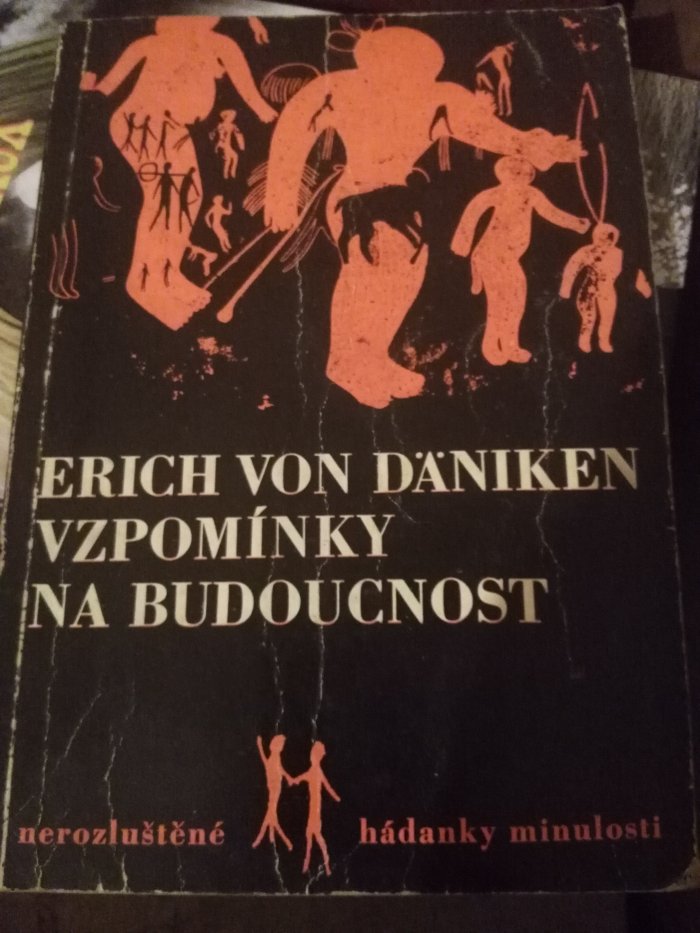 ERICH VON DÄNIKEN
VZPOMÍNKY
NA BUDOUCNOST
nerozluštěné hádanky minulosti